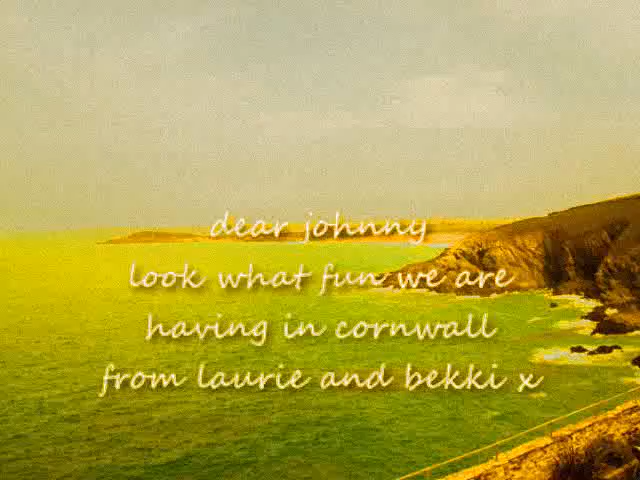 dear johnny
look what fun we are
having in cornwall
from laurie and bekki x